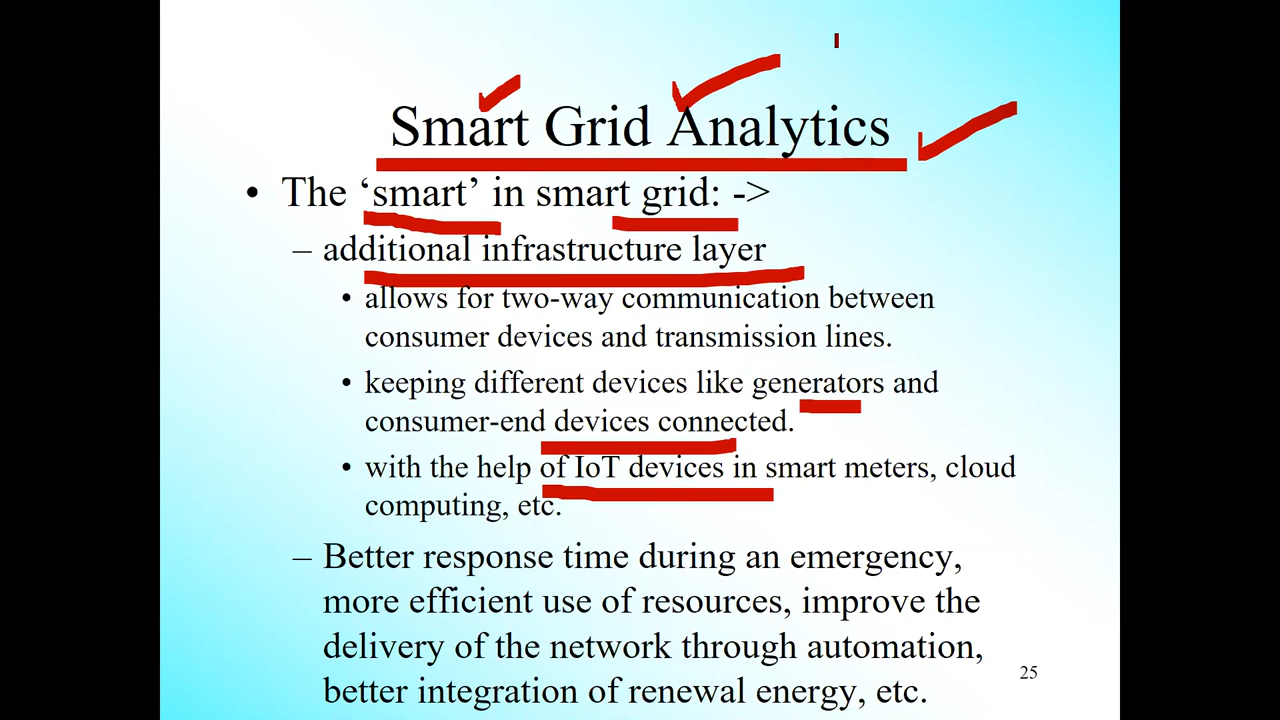 Smart Grid Analytics
• The ‘smart’ in smart grid: ->
– additional infrastructure layer
• allows for two-way communication between
consumer devices and transmission lines.
• keeping different devices like generators and
consumer-end devices connected.
• with the help of IoT devices in smart meters, cloud
computing, etc.
– Better response time during an emergency,
more efficient use of resources, improve the
delivery of the network through automation,
better integration of renewal energy, etc.
25